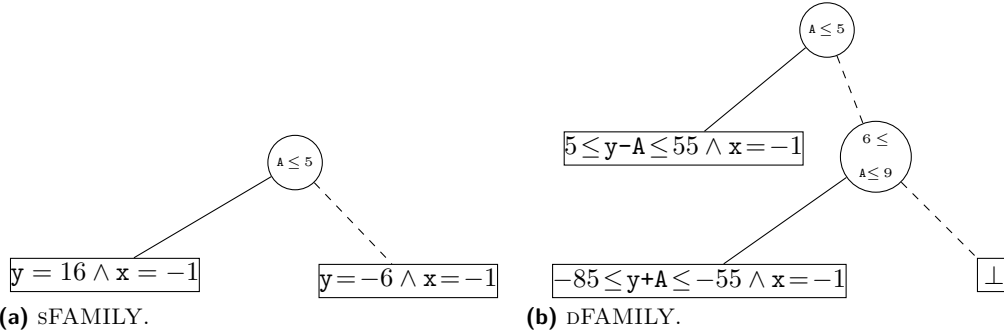 A ≤ 5
y = 16 ∧ x = −1
y = −6 ∧ x = −1
(a) sFAMILY.
A ≤ 5
5 ≤ y-A ≤ 55 ∧ x = −1
6 ≤
A ≤ 9
−85 ≤ y+A ≤ −55 ∧ x = −1
⊥
(b) DFAMILY.